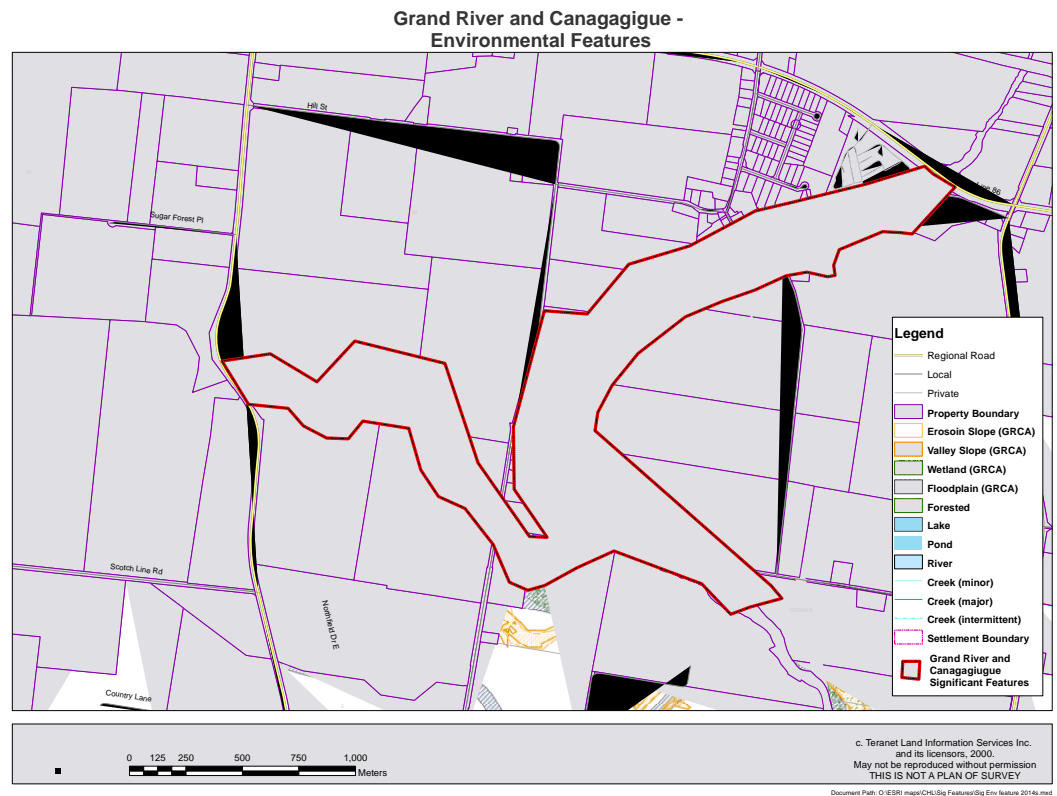 Grand River and Canagagigue -
Environmental Features
Hill St
Line 86
Sugar Forest Pl
Scotch Line Rd
Northfield Dr E
Country Lane
Legend
Regional Road
Local
Private
Property Boundary
Erosoin Slope (GRCA)
Valley Slope (GRCA)
Wetland (GRCA)
Floodplain (GRCA)
Forested
Lake
Pond
River
Creek (minor)
Creek (major)
Creek (intermittent)
Settlement Boundary
Grand River and
Canagagiugue
Significant Features
0 125 250 500 750 1,000
Meters
c. Teranet Land Information Services Inc.
and its licensors, 2000.
May not be reproduced without permission
THIS IS NOT A PLAN OF SURVEY
Document Path: O:\ESRI maps\CHL\Sig Features\Sig Env feature 2014s.mxd